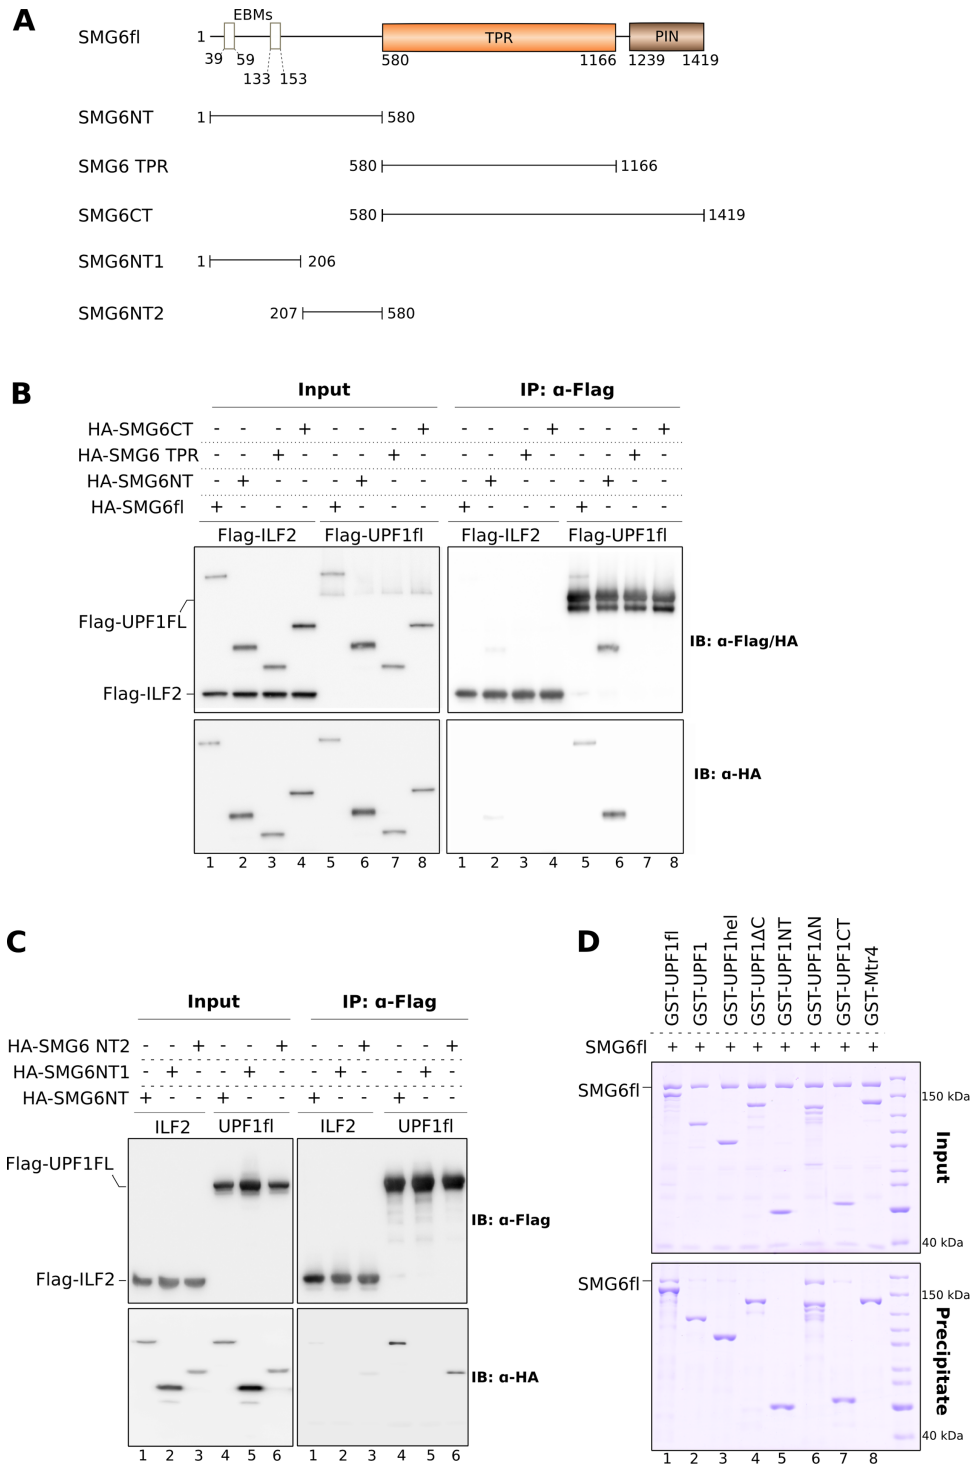 A
EBMs
SMG6fl 1 TPR PIN
39 59 580 1166 1239 1419
133 153
SMG6NT 1 580
SMG6 TPR 580 1166
SMG6CT 580 1419
SMG6NT1 1 206
SMG6NT2 207 580
B
Input IP: α-Flag
HA-SMG6CT - - - + - - - + - - - + - - - +
HA-SMG6 TPR - - + - - - + - - - + - - - + -
HA-SMG6NT - + - - - + - - - + - - - + - -
HA-SMG6fl + - - - + - - - + - - - + - - -
Flag-ILF2 Flag-UPF1fl Flag-ILF2 Flag-UPF1fl
Flag-UPF1FL
IB: α-Flag/HA
Flag-ILF2
IB: α-HA
1 2 3 4 5 6 7 8 1 2 3 4 5 6 7 8
C
Input IP: α-Flag
HA-SMG6 NT2 - - + - - + - - + - - +
HA-SMG6NT1 - + - - + - - + - - + -
HA-SMG6NT + - - + - - + - - + - -
ILF2 UPF1fl ILF2 UPF1fl
Flag-UPF1FL
IB: α-Flag
Flag-ILF2
IB: α-HA
1 2 3 4 5 6 1 2 3 4 5 6
D
GST-UPF1fl
GST-UPF1
GST-UPF1hel
GST-UPF1ΔC
GST-UPF1NT
GST-UPF1ΔN
GST-UPF1CT
GST-Mtr4
SMG6fl + + + + + + + +
SMG6fl
150 kDa
Input
40 kDa
SMG6fl
150 kDa
Precipitate
40 kDa
1 2 3 4 5 6 7 8